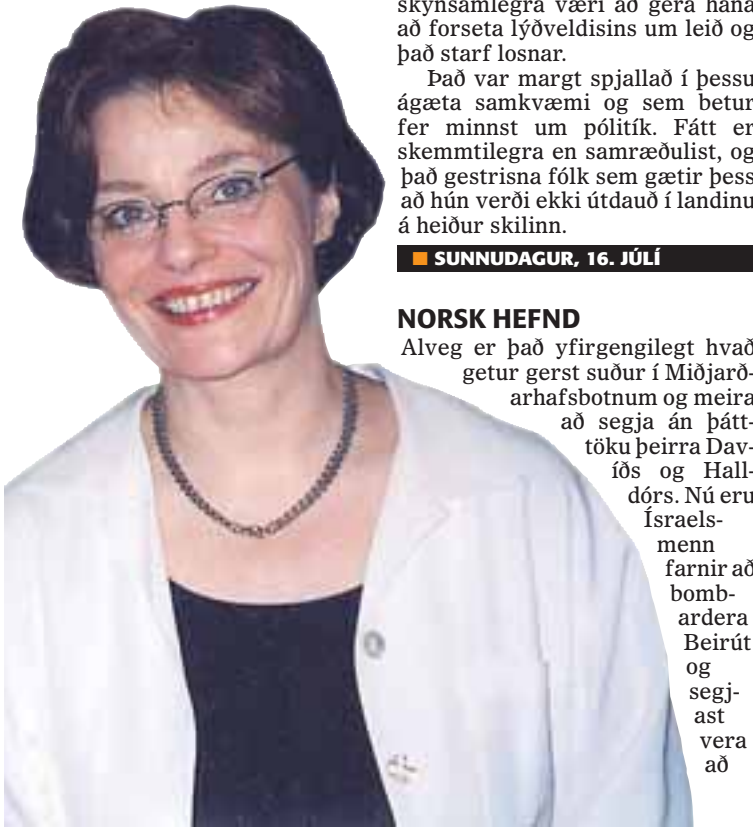 skynsamlegra væri að gera hana
að forseta lýðveldisins um leið og
það starf losnar.
Það var margt spjallað í þessu
ágæta samkvæmi og sem betur
fer minnst um pólitík. Fátt er
skemmtilegra en samræðulist, og
það gestrisna fólk sem gætir þess
að hún verði ekki útdauð í landinu
á heiður skilinn.
SUNNUDAGUR, 16. JÚLÍ
NORSK HEFND
Alveg er það yfirgengilegt hvað
getur gerst suður í Miðjarð-
arhafsbotnum og meira
að segja án þátt-
töku þeirra Dav-
íðs og Hall-
dórs. Nú eru
Ísraels-
menn
farnir að
bomb-
ardera
Beirút
og
segj-
ast
vera
að